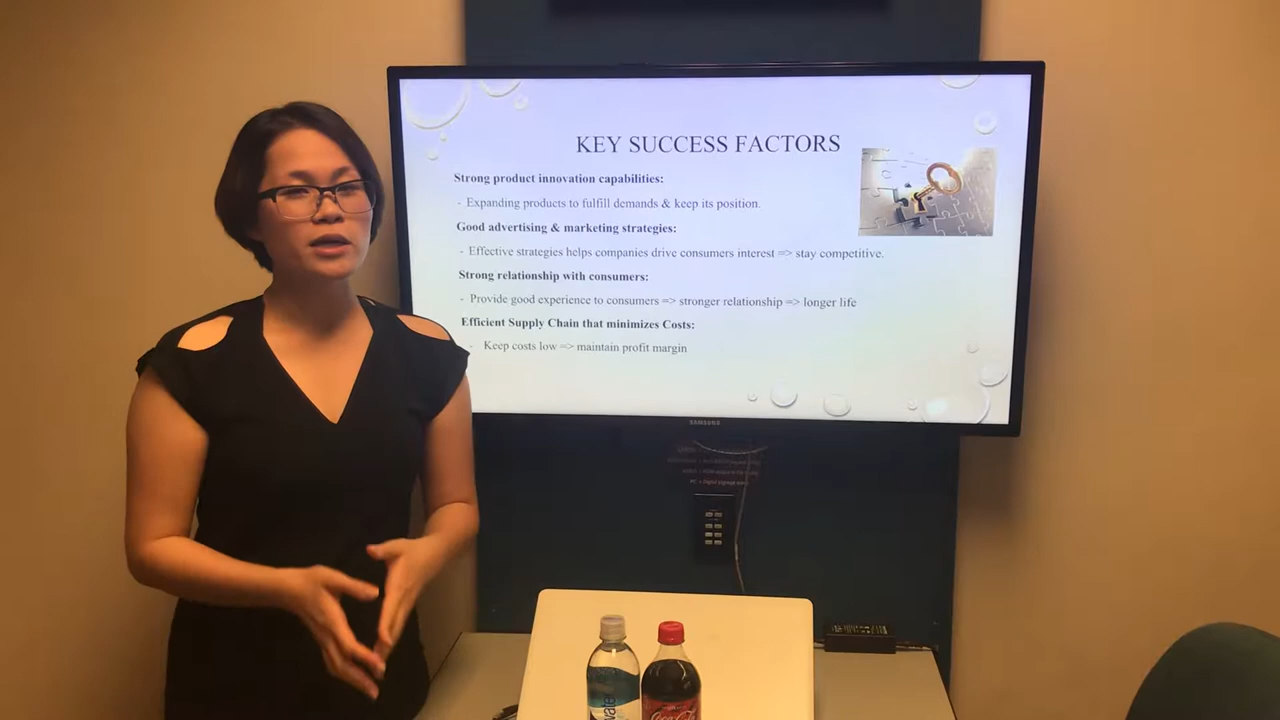 KEY SUCCESS FACTORS
Strong product innovation capabilities:
- Expanding products to fulfill demands & keep its position.
Good advertising & marketing strategies:
- Effective strategies helps companies drive consumers interest => stay competitive.
Strong relationship with consumers:
- Provide good experience to consumers => stronger relationship => longer life
Efficient Supply Chain that minimizes Costs:
- Keep costs low => maintain profit margin
SAMSUNG
Coca-Cola